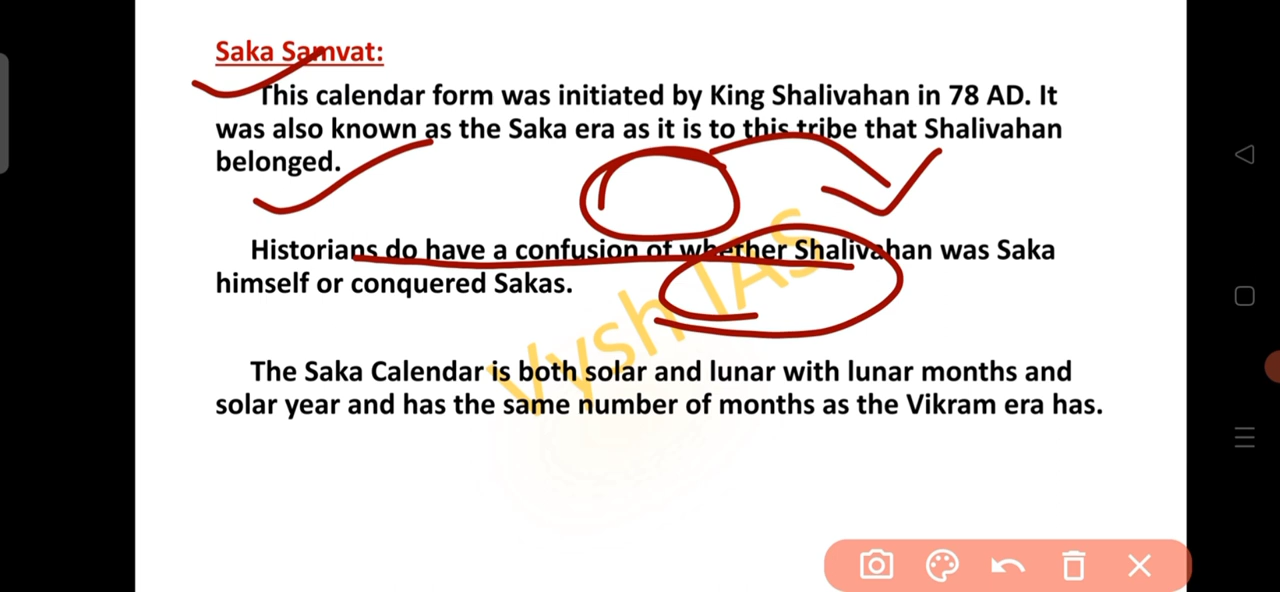 Saka Samvat:
This calendar form was initiated by King Shalivahan in 78 AD. It
was also known as the Saka era as it is to this tribe that Shalivahan
belonged.
Historians do have a confusion of whether Shalivahan was Saka
himself or conquered Sakas.
Vysh IAS
The Saka Calendar is both solar and lunar with lunar months and
solar year and has the same number of months as the Vikram era has.